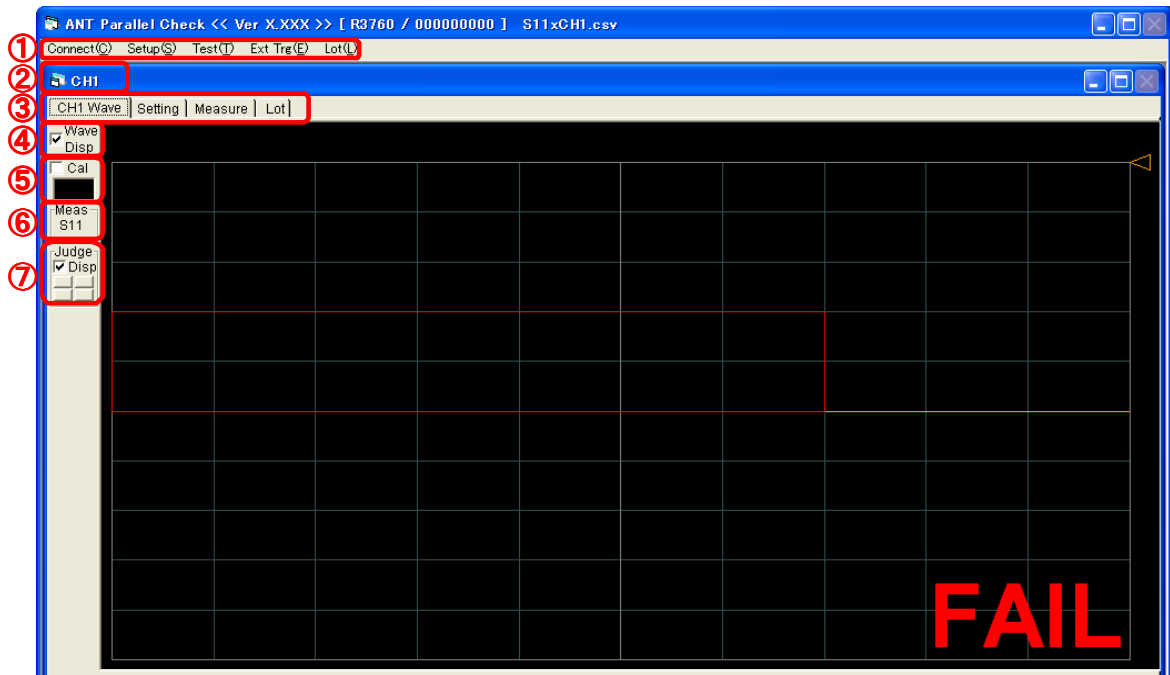 ANT Parallel Check << Ver X.XXX >> [ R3760 / 000000000 ] S11xCH1.csv
① Connect(C) Setup(S) Test(T) Ext Trg(E) Lot(L)
② CH1
③ CH1 Wave Setting Measure Lot
④ Wave
Disp
⑤ Cal
⑥ Meas
S11
⑦ Judge
Disp
FAIL